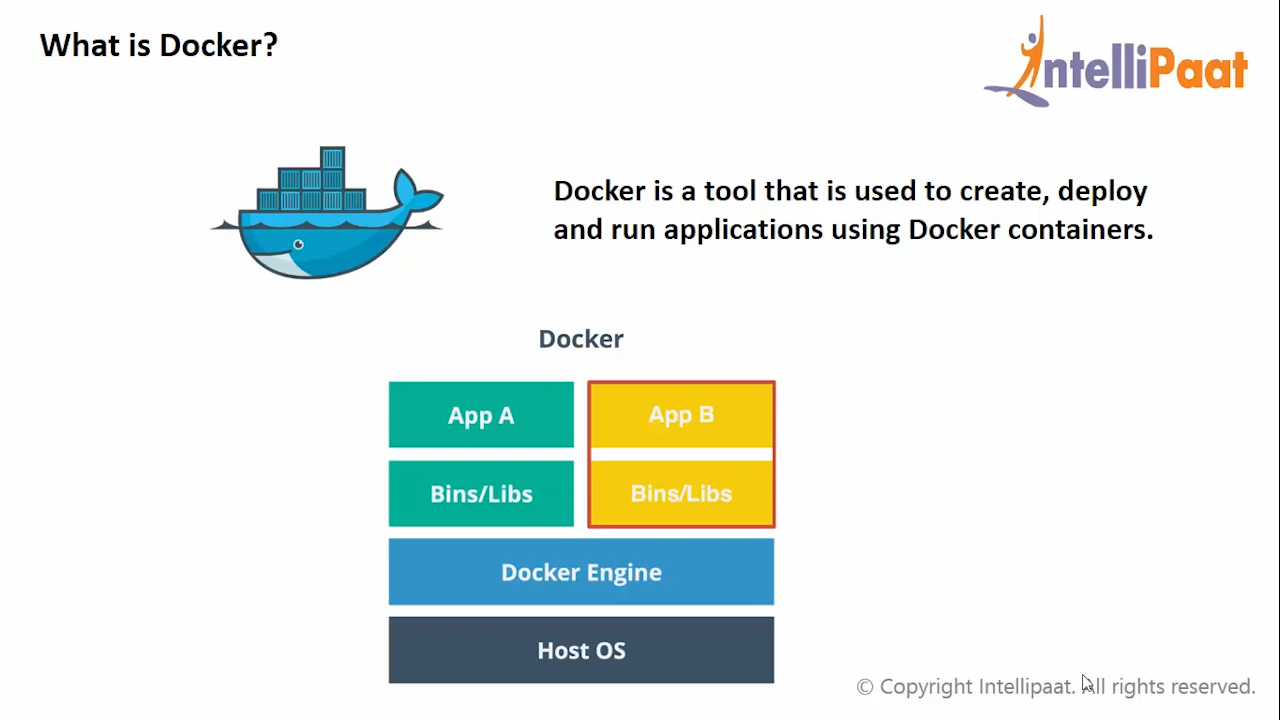 What is Docker?
IntelliPaat
Docker is a tool that is used to create, deploy
and run applications using Docker containers.
Docker
App A
App B
Bins/Libs
Bins/Libs
Docker Engine
Host OS
© Copyright Intellipaat. All rights reserved.